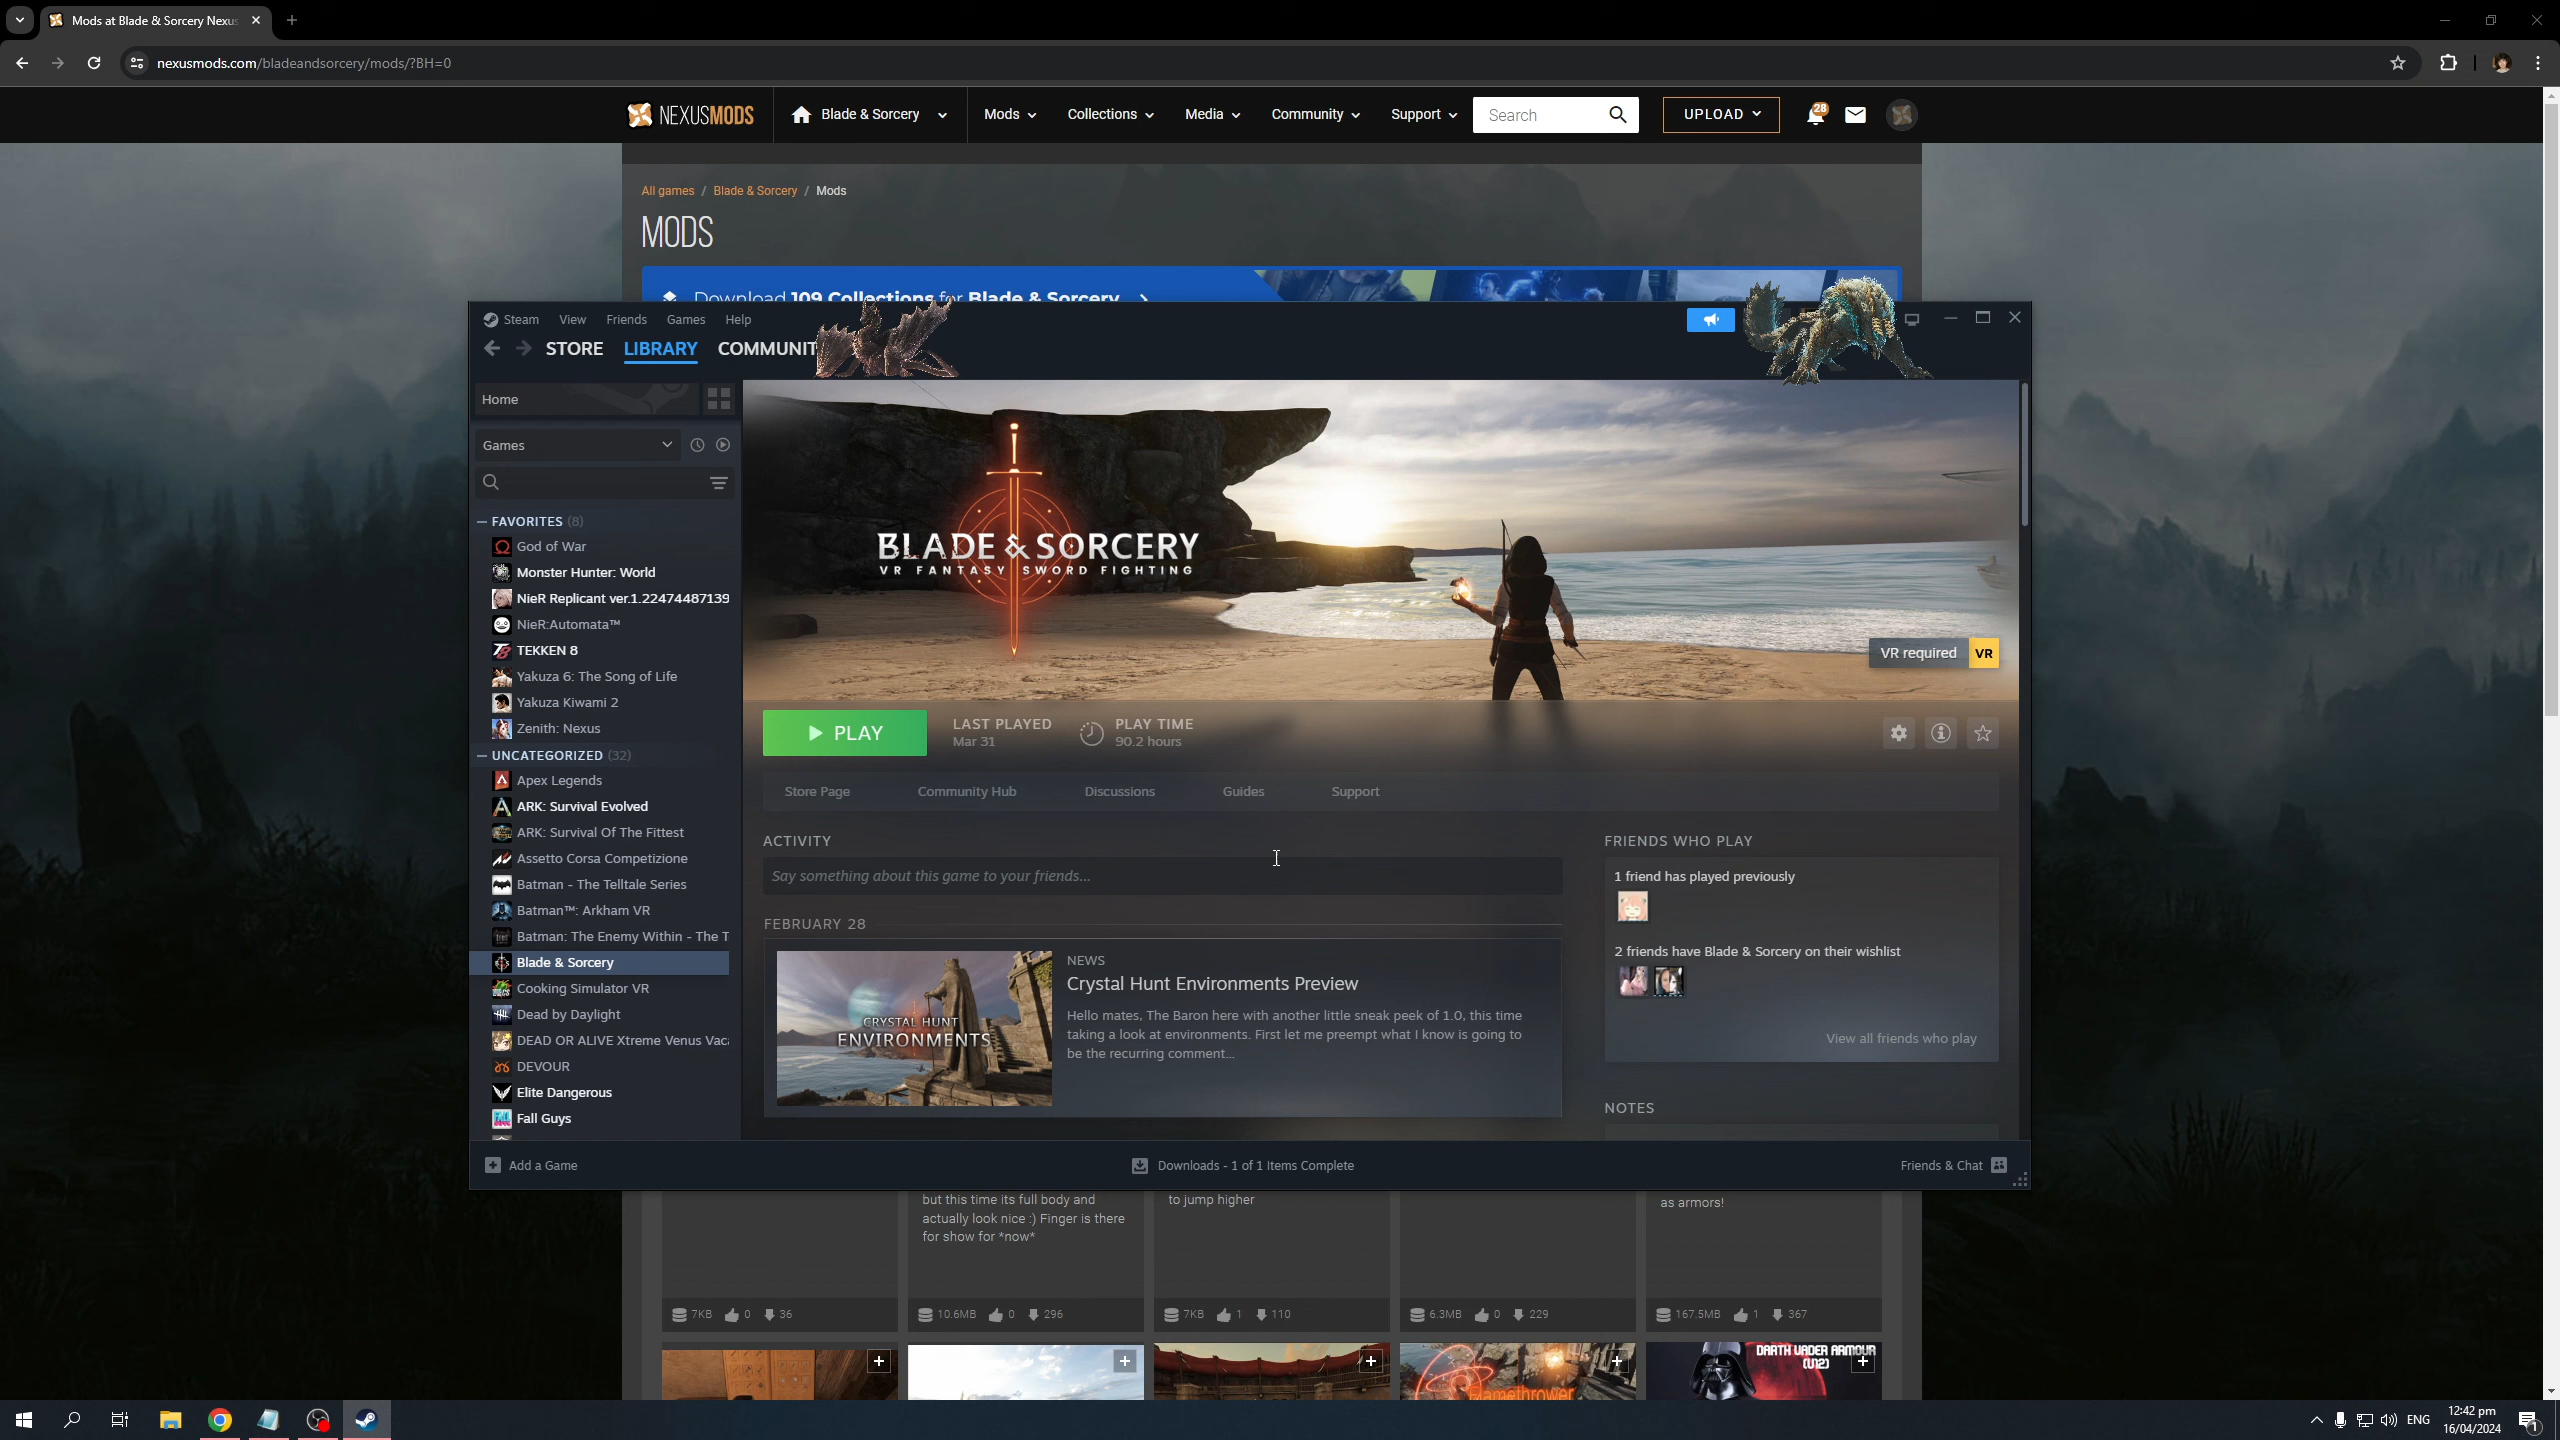 Mods at Blade & Sorcery Nexus
nexusmods.com/bladeandsorcery/mods/?BH=0
NEXUSMODS
Blade & Sorcery
Mods
Collections
Media
Community
Support
Search
UPLOAD
28
All games / Blade & Sorcery / Mods
MODS
Download 109 Collections for Blade & Sorcery
Steam View Friends Games Help
STORE LIBRARY COMMUNIT
Home
Games
FAVORITES (8)
God of War
Monster Hunter: World
NieR Replicant ver.1.22474487139
NieR:Automata™
TEKKEN 8
Yakuza 6: The Song of Life
Yakuza Kiwami 2
Zenith: Nexus
UNCATEGORIZED (32)
Apex Legends
ARK: Survival Evolved
ARK: Survival Of The Fittest
Assetto Corsa Competizione
Batman - The Telltale Series
Batman™: Arkham VR
Batman: The Enemy Within - The T
Blade & Sorcery
Cooking Simulator VR
Dead by Daylight
DEAD OR ALIVE Xtreme Venus Vaca
DEVOUR
Elite Dangerous
Fall Guys
BLADE & SORCERY
VR FANTASY SWORD FIGHTING
VR required VR
PLAY
LAST PLAYED
Mar 31
PLAY TIME
90.2 hours
Store Page
Community Hub
Discussions
Guides
Support
ACTIVITY
Say something about this game to your friends...
FEBRUARY 28
CRYSTAL HUNT
ENVIRONMENTS
NEWS
Crystal Hunt Environments Preview
Hello mates, The Baron here with another little sneak peek of 1.0, this time
taking a look at environments. First let me preempt what I know is going to
be the recurring comment...
FRIENDS WHO PLAY
1 friend has played previously
2 friends have Blade & Sorcery on their wishlist
View all friends who play
NOTES
Add a Game
Downloads - 1 of 1 Items Complete
Friends & Chat
but this time its full body and
actually look nice :) Finger is there
for show for *now*
to jump higher
as armors!
7KB 0 36
10.6MB 0 296
7KB 1 110
6.3MB 0 229
167.5MB 1 367
Flamethrower
DARTH VADER ARMOUR
(U12)
ENG
12:42 pm
16/04/2024
1